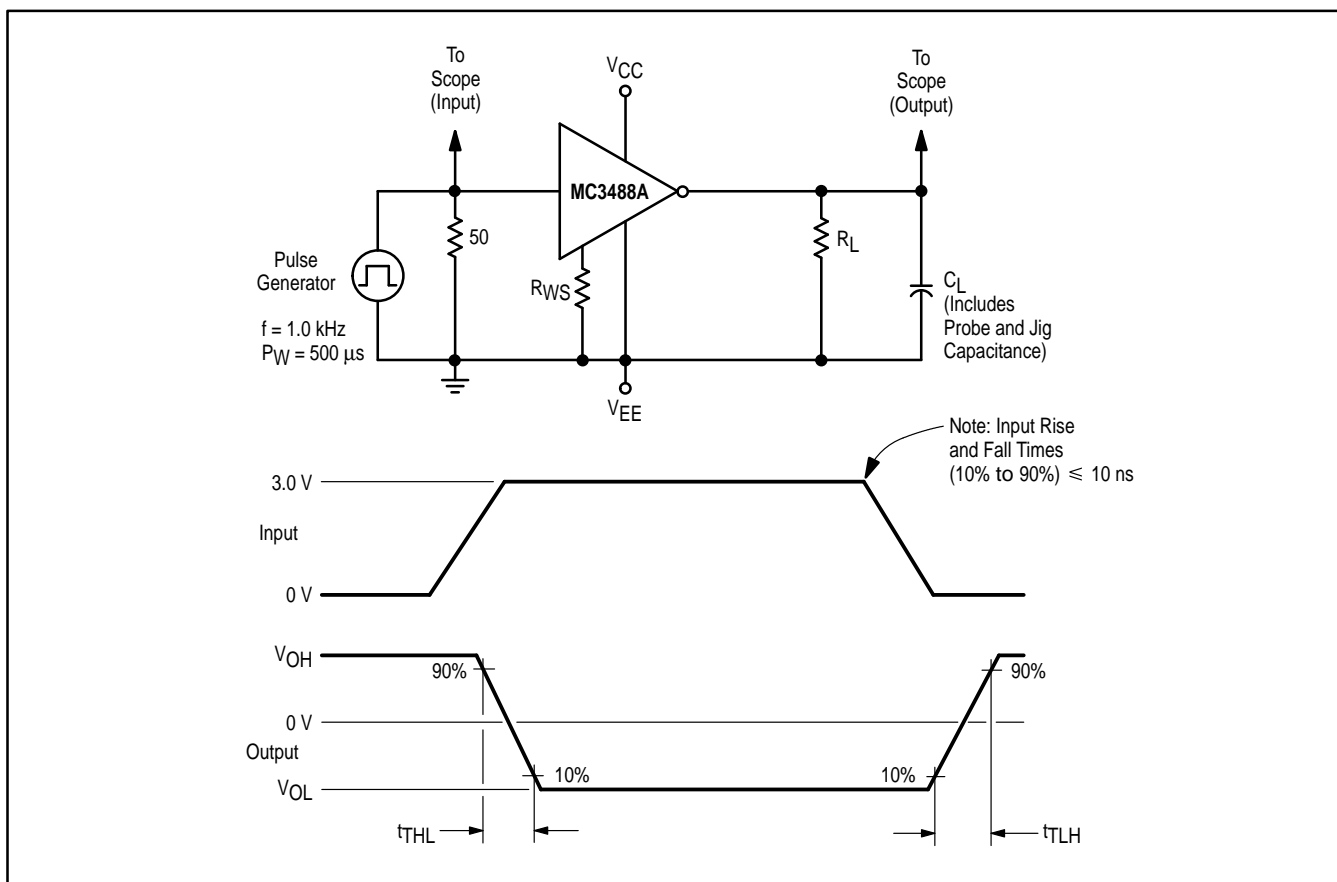 To
Scope
(Input)
VCC
To
Scope
(Output)
MC3488A
50
RL
Pulse
Generator
RWS
CL
(Includes
Probe and Jig
Capacitance)
f = 1.0 kHz
PW = 500 μs
VEE
Note: Input Rise
and Fall Times
(10% to 90%) ≤ 10 ns
3.0 V
Input
0 V
VOH
90%
90%
0 V
Output
10%
10%
VOL
tTHL
tTLH